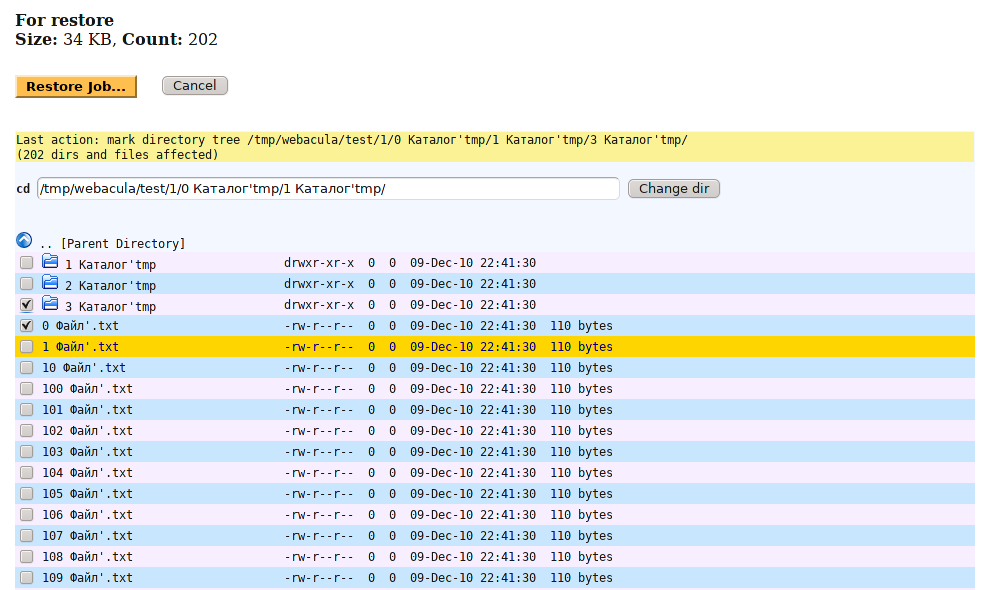 For restore
Size: 34 KB, Count: 202
Restore Job... Cancel
Last action: mark directory tree /tmp/webacula/test/1/0 Каталог'tmp/1 Каталог'tmp/3 Каталог'tmp/
(202 dirs and files affected)
cd /tmp/webacula/test/1/0 Каталог'tmp/1 Каталог'tmp/ Change dir
.. [Parent Directory]
1 Каталог'tmp drwxr-xr-x 0 0 09-Dec-10 22:41:30
2 Каталог'tmp drwxr-xr-x 0 0 09-Dec-10 22:41:30
3 Каталог'tmp drwxr-xr-x 0 0 09-Dec-10 22:41:30
0 Файл'.txt -rw-r--r-- 0 0 09-Dec-10 22:41:30 110 bytes
1 Файл'.txt -rw-r--r-- 0 0 09-Dec-10 22:41:30 110 bytes
10 Файл'.txt -rw-r--r-- 0 0 09-Dec-10 22:41:30 110 bytes
100 Файл'.txt -rw-r--r-- 0 0 09-Dec-10 22:41:30 110 bytes
101 Файл'.txt -rw-r--r-- 0 0 09-Dec-10 22:41:30 110 bytes
102 Файл'.txt -rw-r--r-- 0 0 09-Dec-10 22:41:30 110 bytes
103 Файл'.txt -rw-r--r-- 0 0 09-Dec-10 22:41:30 110 bytes
104 Файл'.txt -rw-r--r-- 0 0 09-Dec-10 22:41:30 110 bytes
105 Файл'.txt -rw-r--r-- 0 0 09-Dec-10 22:41:30 110 bytes
106 Файл'.txt -rw-r--r-- 0 0 09-Dec-10 22:41:30 110 bytes
107 Файл'.txt -rw-r--r-- 0 0 09-Dec-10 22:41:30 110 bytes
108 Файл'.txt -rw-r--r-- 0 0 09-Dec-10 22:41:30 110 bytes
109 Файл'.txt -rw-r--r-- 0 0 09-Dec-10 22:41:30 110 bytes